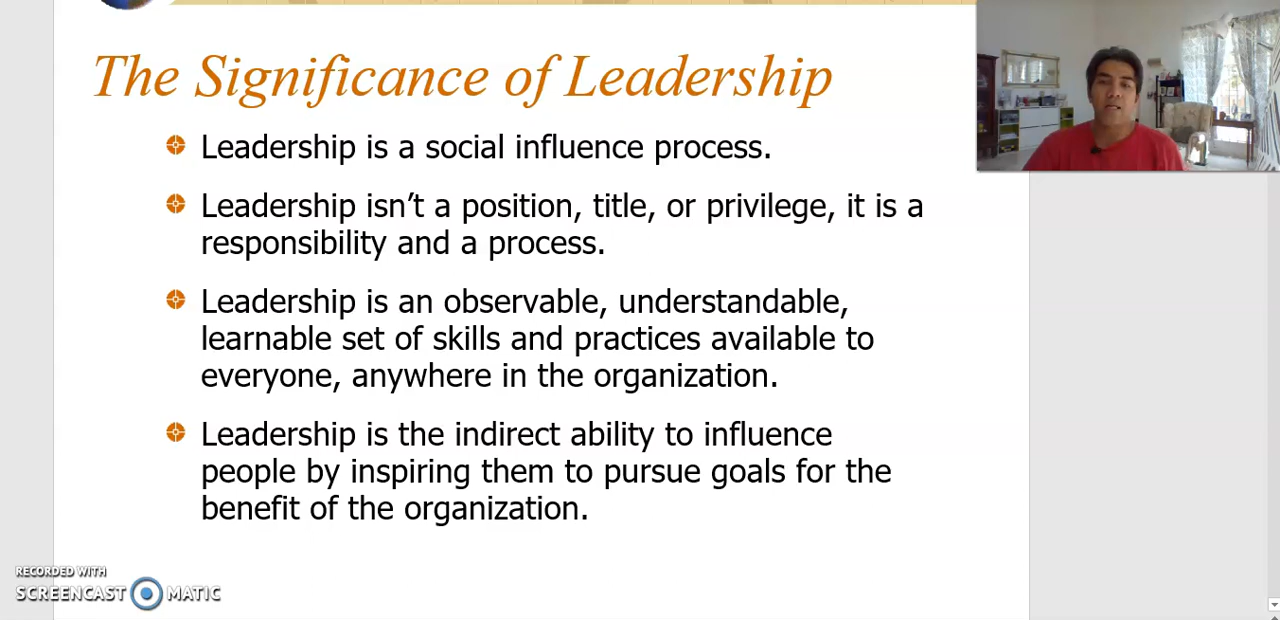 The Significance of Leadership
Leadership is a social influence process.
Leadership isn’t a position, title, or privilege, it is a
responsibility and a process.
Leadership is an observable, understandable,
learnable set of skills and practices available to
everyone, anywhere in the organization.
Leadership is the indirect ability to influence
people by inspiring them to pursue goals for the
benefit of the organization.
RECORDED WITH
SCREENCAST MATIC